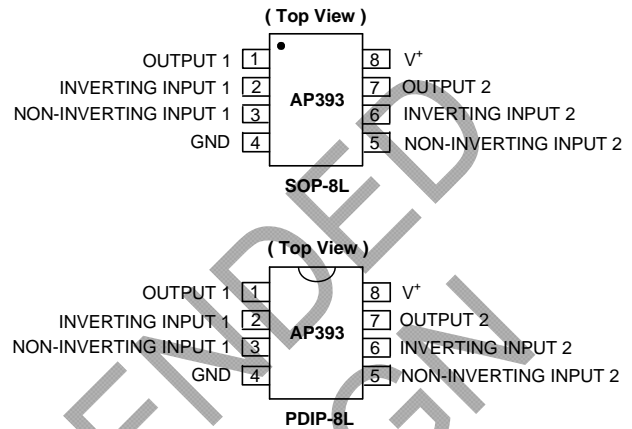 ( Top View )
OUTPUT 1 1 8 V+
INVERTING INPUT 1 2 7 OUTPUT 2
NON-INVERTING INPUT 1 3 AP393 6 INVERTING INPUT 2
GND 4 5 NON-INVERTING INPUT 2
SOP-8L
( Top View )
OUTPUT 1 1 8 V+
INVERTING INPUT 1 2 7 OUTPUT 2
NON-INVERTING INPUT 1 3 AP393 6 INVERTING INPUT 2
GND 4 5 NON-INVERTING INPUT 2
PDIP-8L
ENDED
GN